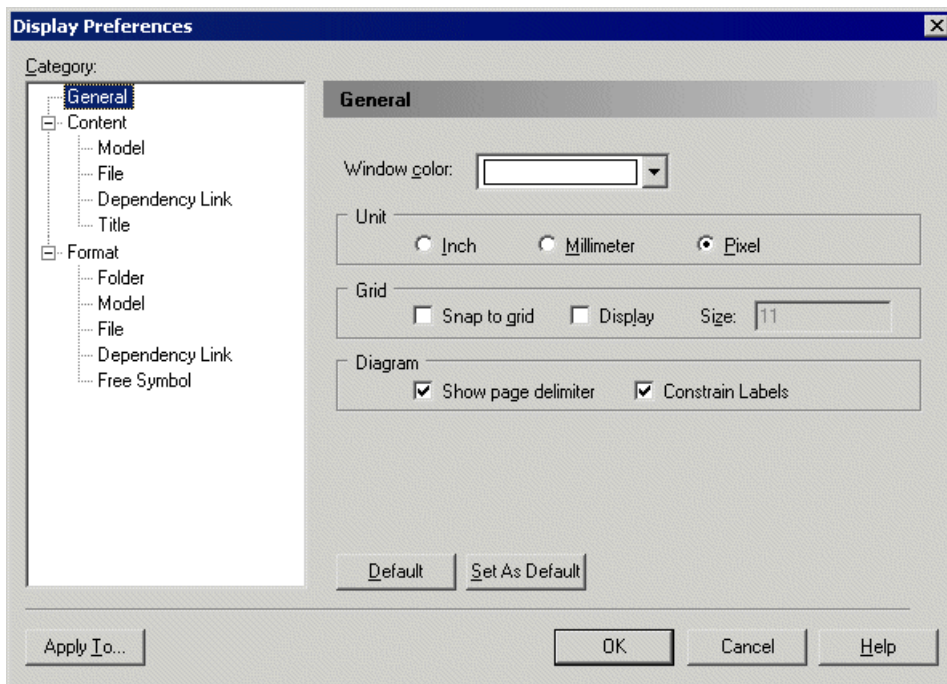 Display Preferences
Category:
General
Content
Model
File
Dependency Link
Title
Format
Folder
Model
File
Dependency Link
Free Symbol
General
Window color:
Unit
Inch Millimeter Pixel
Grid
Snap to grid Display Size: 11
Diagram
Show page delimiter Constrain Labels
Default Set As Default
Apply To... OK Cancel Help